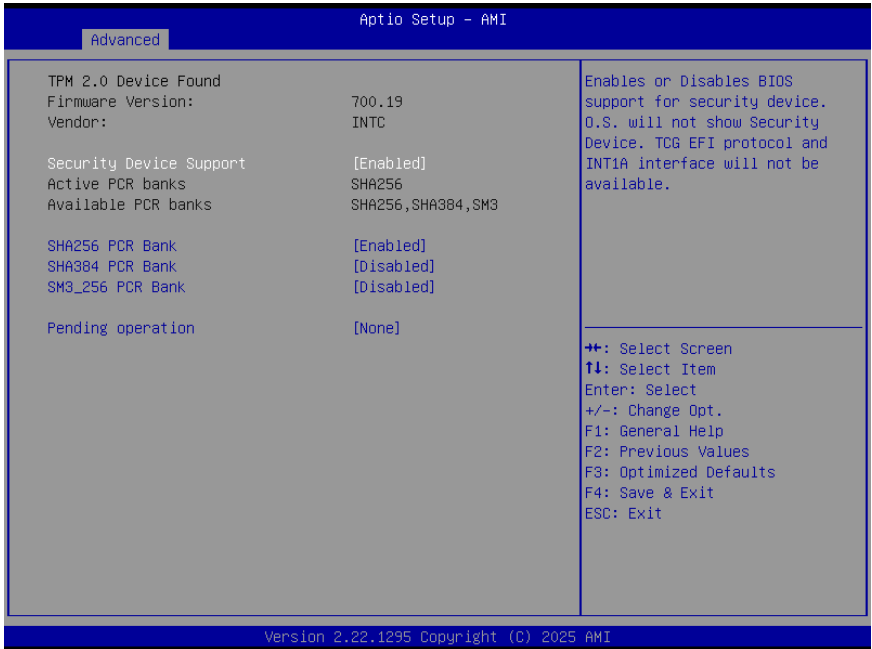 Aptio Setup – AMI
Advanced
TPM 2.0 Device Found
Firmware Version: 700.19
Vendor: INTC
Security Device Support [Enabled]
Active PCR banks SHA256
Available PCR banks SHA256,SHA384,SM3
SHA256 PCR Bank [Enabled]
SHA384 PCR Bank [Disabled]
SM3_256 PCR Bank [Disabled]
Pending operation [None]
Enables or Disables BIOS
support for security device.
O.S. will not show Security
Device. TCG EFI protocol and
INT1A interface will not be
available.
→←: Select Screen
↑↓: Select Item
Enter: Select
+/-: Change Opt.
F1: General Help
F2: Previous Values
F3: Optimized Defaults
F4: Save & Exit
ESC: Exit
Version 2.22.1295 Copyright (C) 2025 AMI